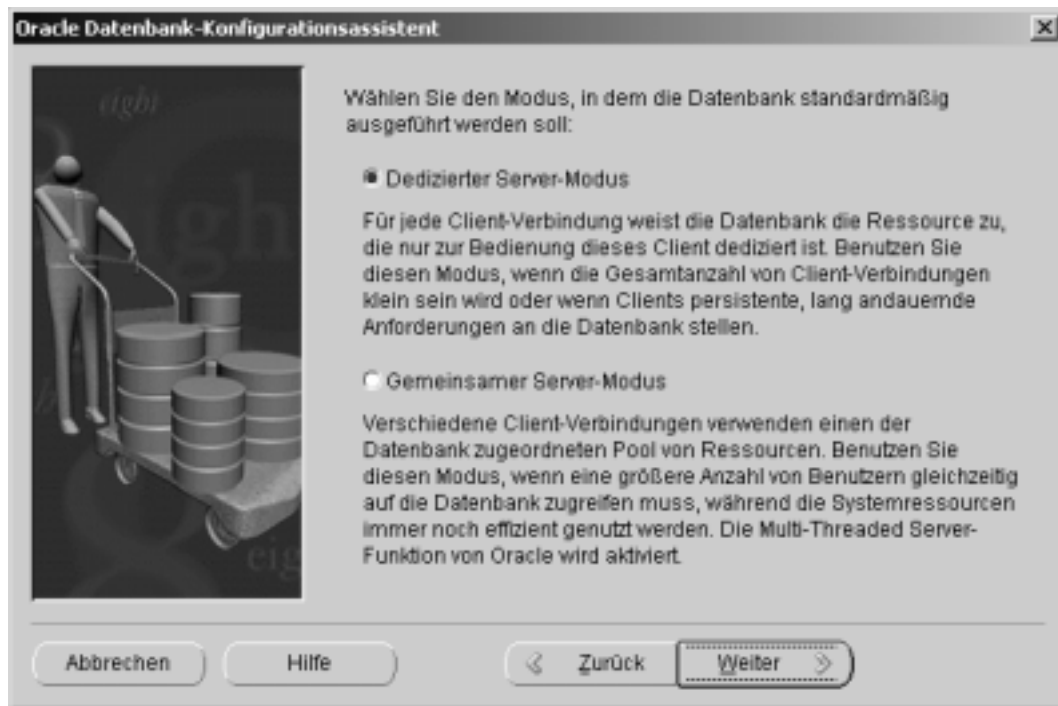 Oracle Datenbank-Konfigurationsassistent
eight
Wählen Sie den Modus, in dem die Datenbank standardmäßig
ausgeführt werden soll:
Dedizierter Server-Modus
Für jede Client-Verbindung weist die Datenbank die Ressource zu,
die nur zur Bedienung dieses Client dediziert ist. Benutzen Sie
diesen Modus, wenn die Gesamtanzahl von Client-Verbindungen
klein sein wird oder wenn Clients persistente, lang andauernde
Anforderungen an die Datenbank stellen.
Gemeinsamer Server-Modus
Verschiedene Client-Verbindungen verwenden einen der
Datenbank zugeordneten Pool von Ressourcen. Benutzen Sie
diesen Modus, wenn eine größere Anzahl von Benutzern gleichzeitig
auf die Datenbank zugreifen muss, während die Systemressourcen
immer noch effizient genutzt werden. Die Multi-Threaded Server-
Funktion von Oracle wird aktiviert.
Abbrechen Hilfe Zurück Weiter